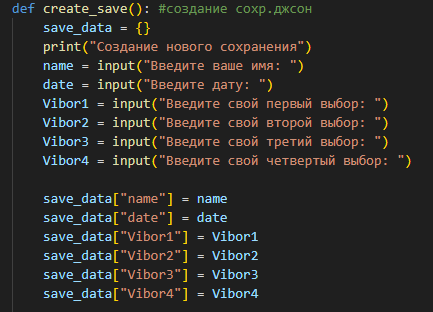 def create_save(): #создание сохр.джсон
    save_data = {}
    print("Создание нового сохранения")
    name = input("Введите ваше имя: ")
    date = input("Введите дату: ")
    Vibor1 = input("Введите свой первый выбор: ")
    Vibor2 = input("Введите свой второй выбор: ")
    Vibor3 = input("Введите свой третий выбор: ")
    Vibor4 = input("Введите свой четвертый выбор: ")

    save_data["name"] = name
    save_data["date"] = date
    save_data["Vibor1"] = Vibor1
    save_data["Vibor2"] = Vibor2
    save_data["Vibor3"] = Vibor3
    save_data["Vibor4"] = Vibor4